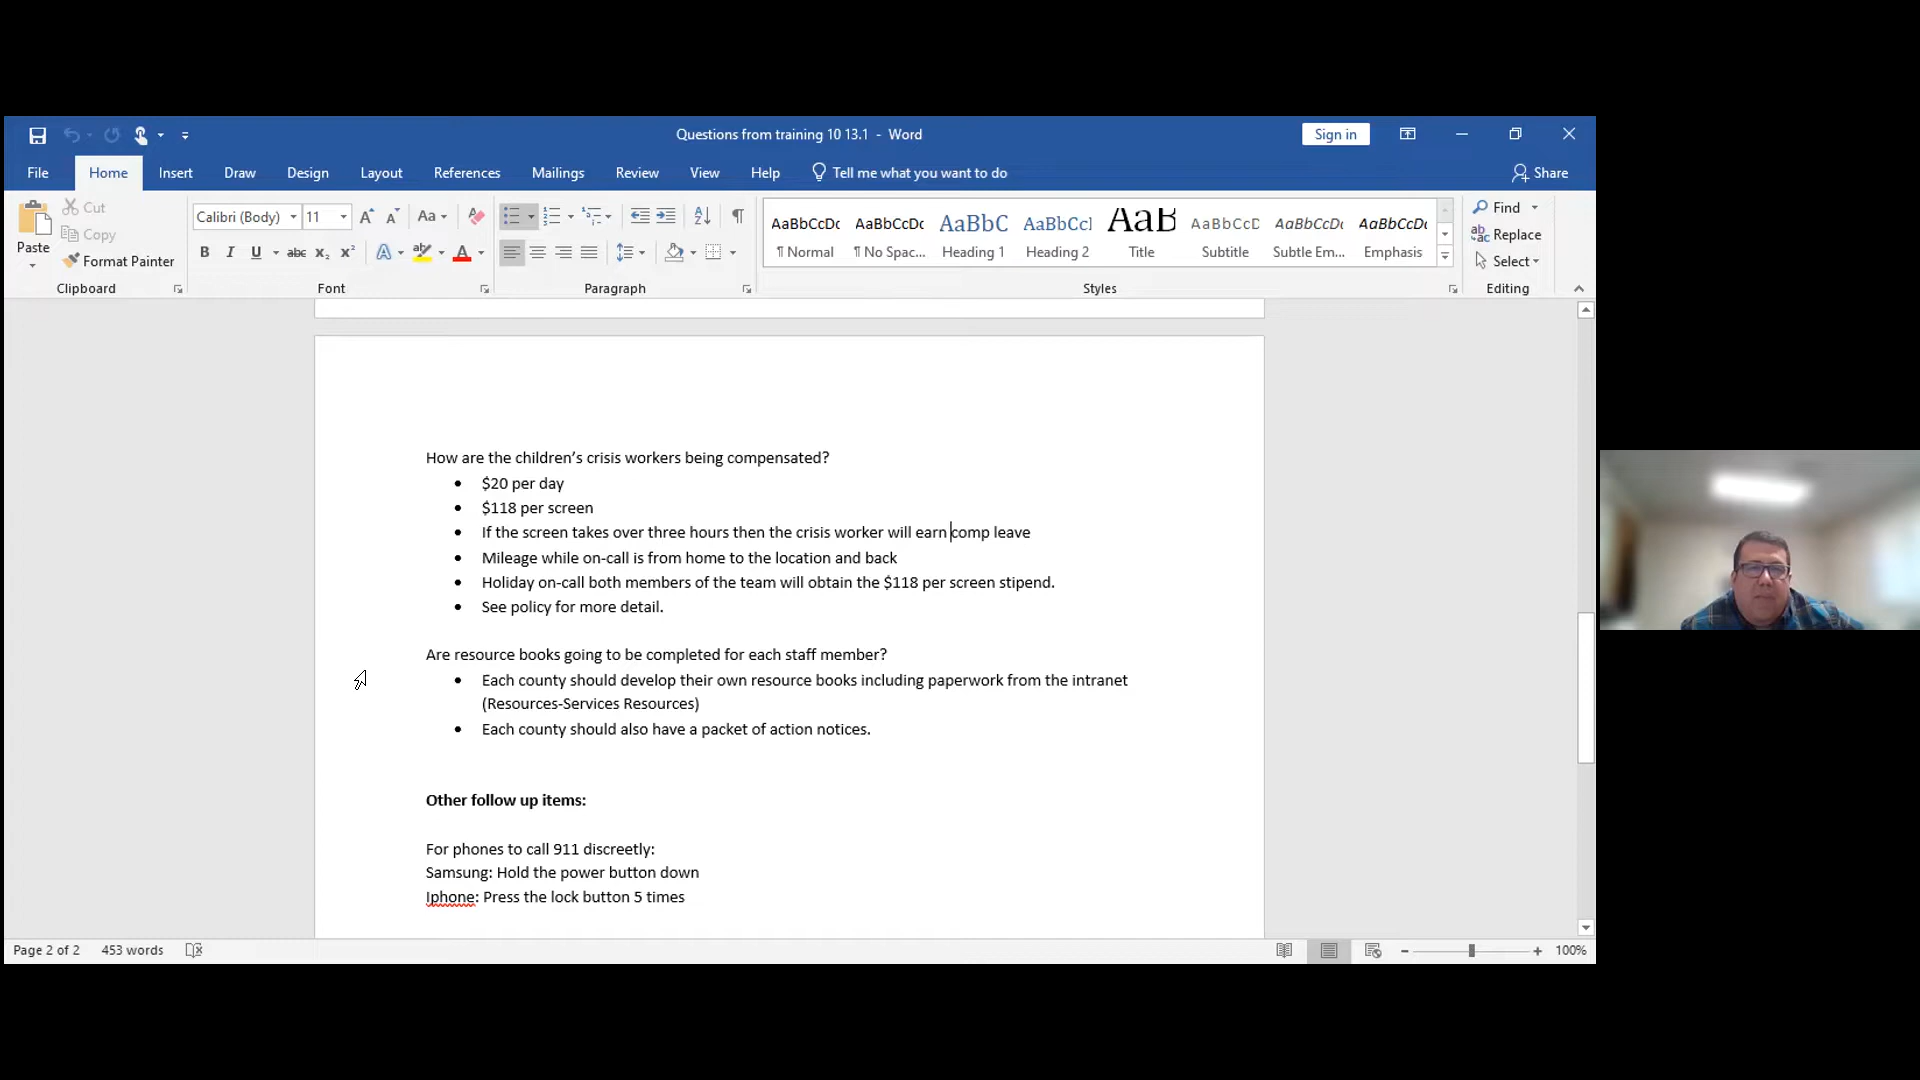 Questions from training 10 13.1 - Word
Sign in
File Home Insert Draw Design Layout References Mailings Review View Help Tell me what you want to do Share
Paste
Cut
Copy
Format Painter
Clipboard
Calibri (Body) 11 Aa
B I U abc x₂ x² A ab A
Font
Paragraph
AaBbCcDc AaBbCcDc AaBbC AaBbCcl AaB AaBbCcD AaBbCcDc AaBbCcDc
¶ Normal ¶ No Spac... Heading 1 Heading 2 Title Subtitle Subtle Em... Emphasis
Styles
Find
Replace
Select
Editing
How are the children’s crisis workers being compensated?
• $20 per day
• $118 per screen
• If the screen takes over three hours then the crisis worker will earn comp leave
• Mileage while on-call is from home to the location and back
• Holiday on-call both members of the team will obtain the $118 per screen stipend.
• See policy for more detail.
Are resource books going to be completed for each staff member?
• Each county should develop their own resource books including paperwork from the intranet
(Resources-Services Resources)
• Each county should also have a packet of action notices.
Other follow up items:
For phones to call 911 discreetly:
Samsung: Hold the power button down
Iphone: Press the lock button 5 times
Page 2 of 2 453 words 100%